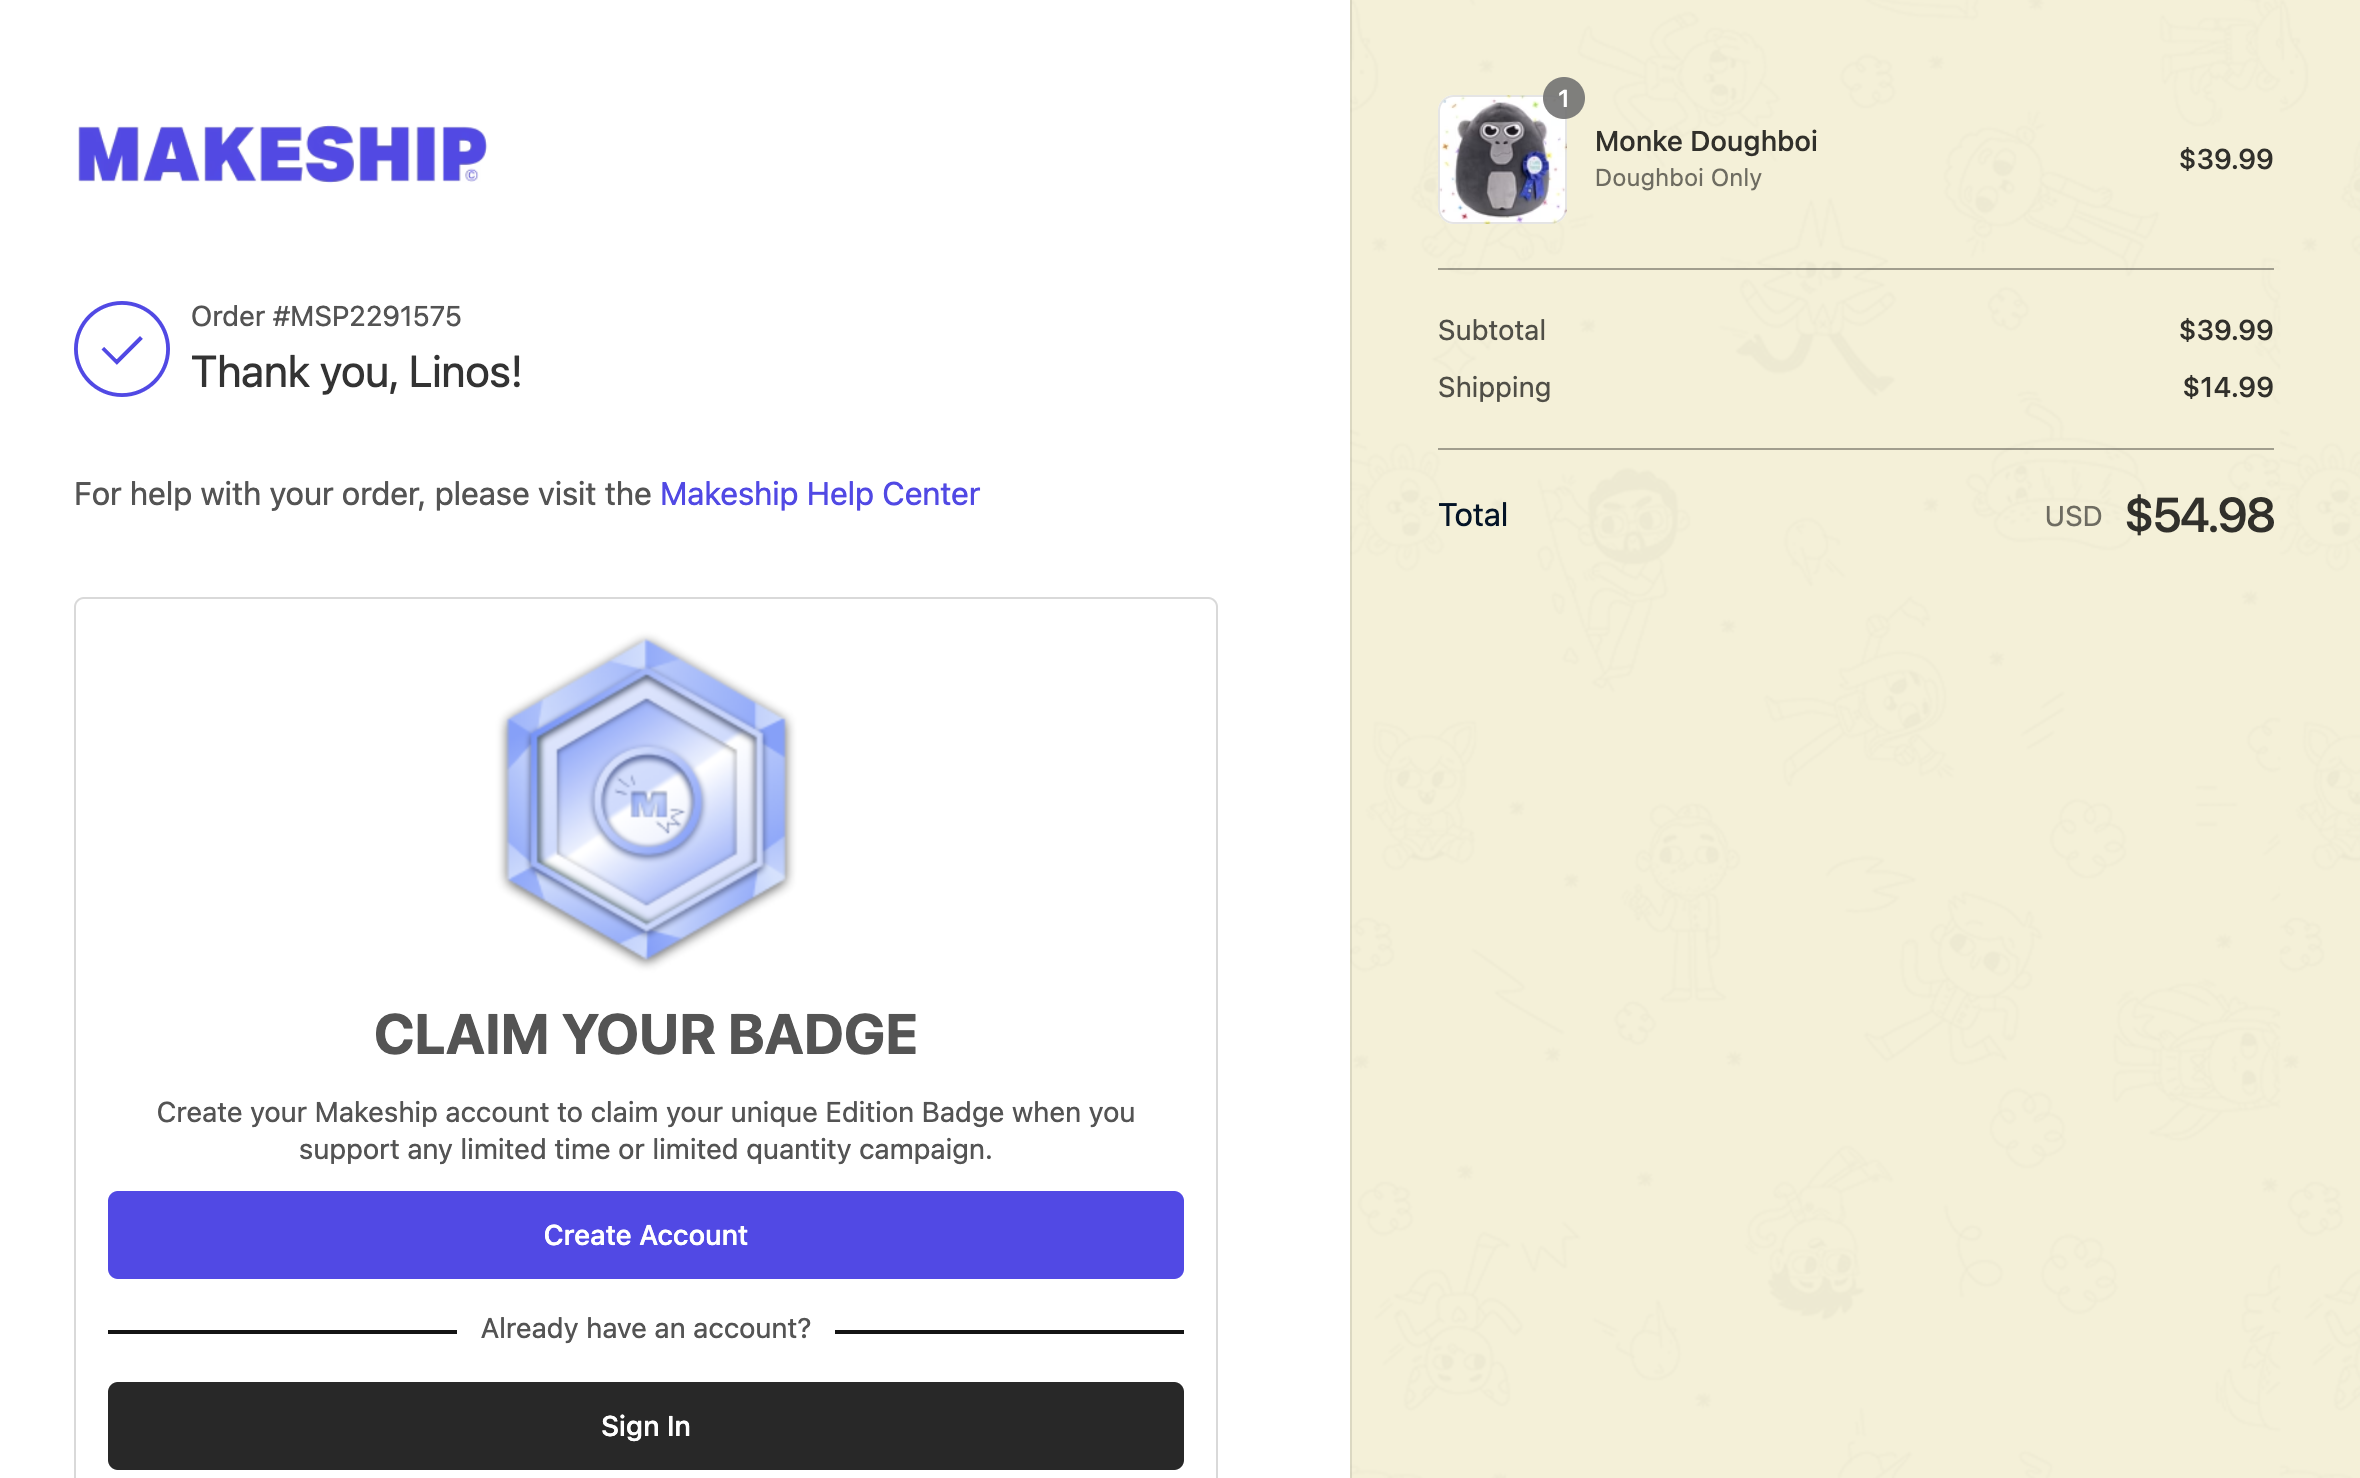 MAKESHIP
©
Order #MSP2291575
Thank you, Linos!
For help with your order, please visit the Makeship Help Center
M
CLAIM YOUR BADGE
Create your Makeship account to claim your unique Edition Badge when you
support any limited time or limited quantity campaign.
Create Account
Already have an account?
Sign In
1
Monke Doughboi
Doughboi Only
$39.99
Subtotal $39.99
Shipping $14.99
Total USD $54.98